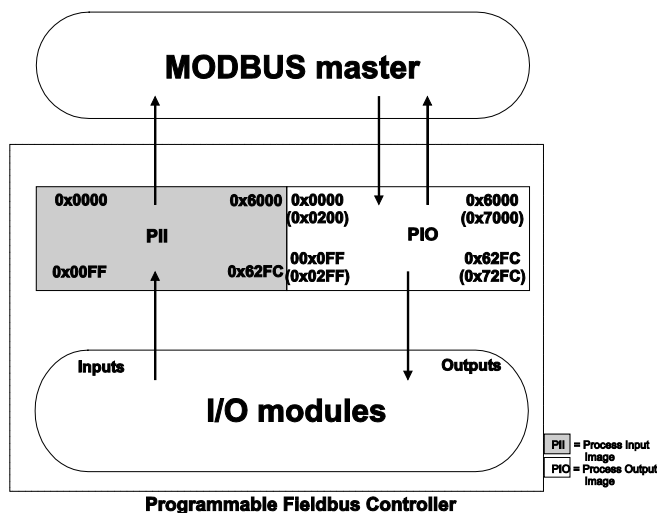 MODBUS master
0x0000 0x6000 0x0000 0x6000
(0x0200) (0x7000)
PII PIO
0x00FF 0x62FC 00x0FF 0x62FC
(0x02FF) (0x72FC)
Inputs Outputs
I/O modules
PII = Process Input
Image
PIO = Process Output
Image
Programmable Fieldbus Controller